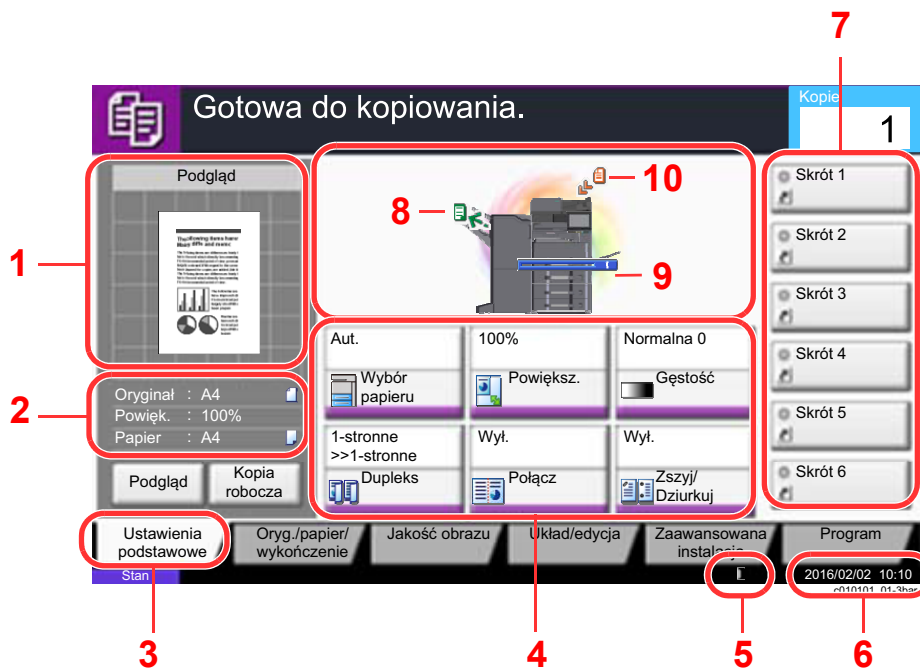 7
Gotowa do kopiowania.
Kopie
1
Podgląd
1
8
10
9
Skrót 1
Skrót 2
Skrót 3
Skrót 4
Skrót 5
Skrót 6
2
Oryginał : A4
Powięk. : 100%
Papier : A4
Podgląd
Kopia
robocza
Aut.
Wybór
papieru
100%
Powiększ.
Normalna 0
Gęstość
1-stronne
>>1-stronne
Dupleks
Wył.
Połącz
Wył.
Zszyj/
Dziurkuj
Ustawienia
podstawowe
Oryg./papier/
wykończenie
Jakość obrazu
Układ/edycja
Zaawansowana
instalacja
Program
Stan
2016/02/02 10:10
3
4
5
6